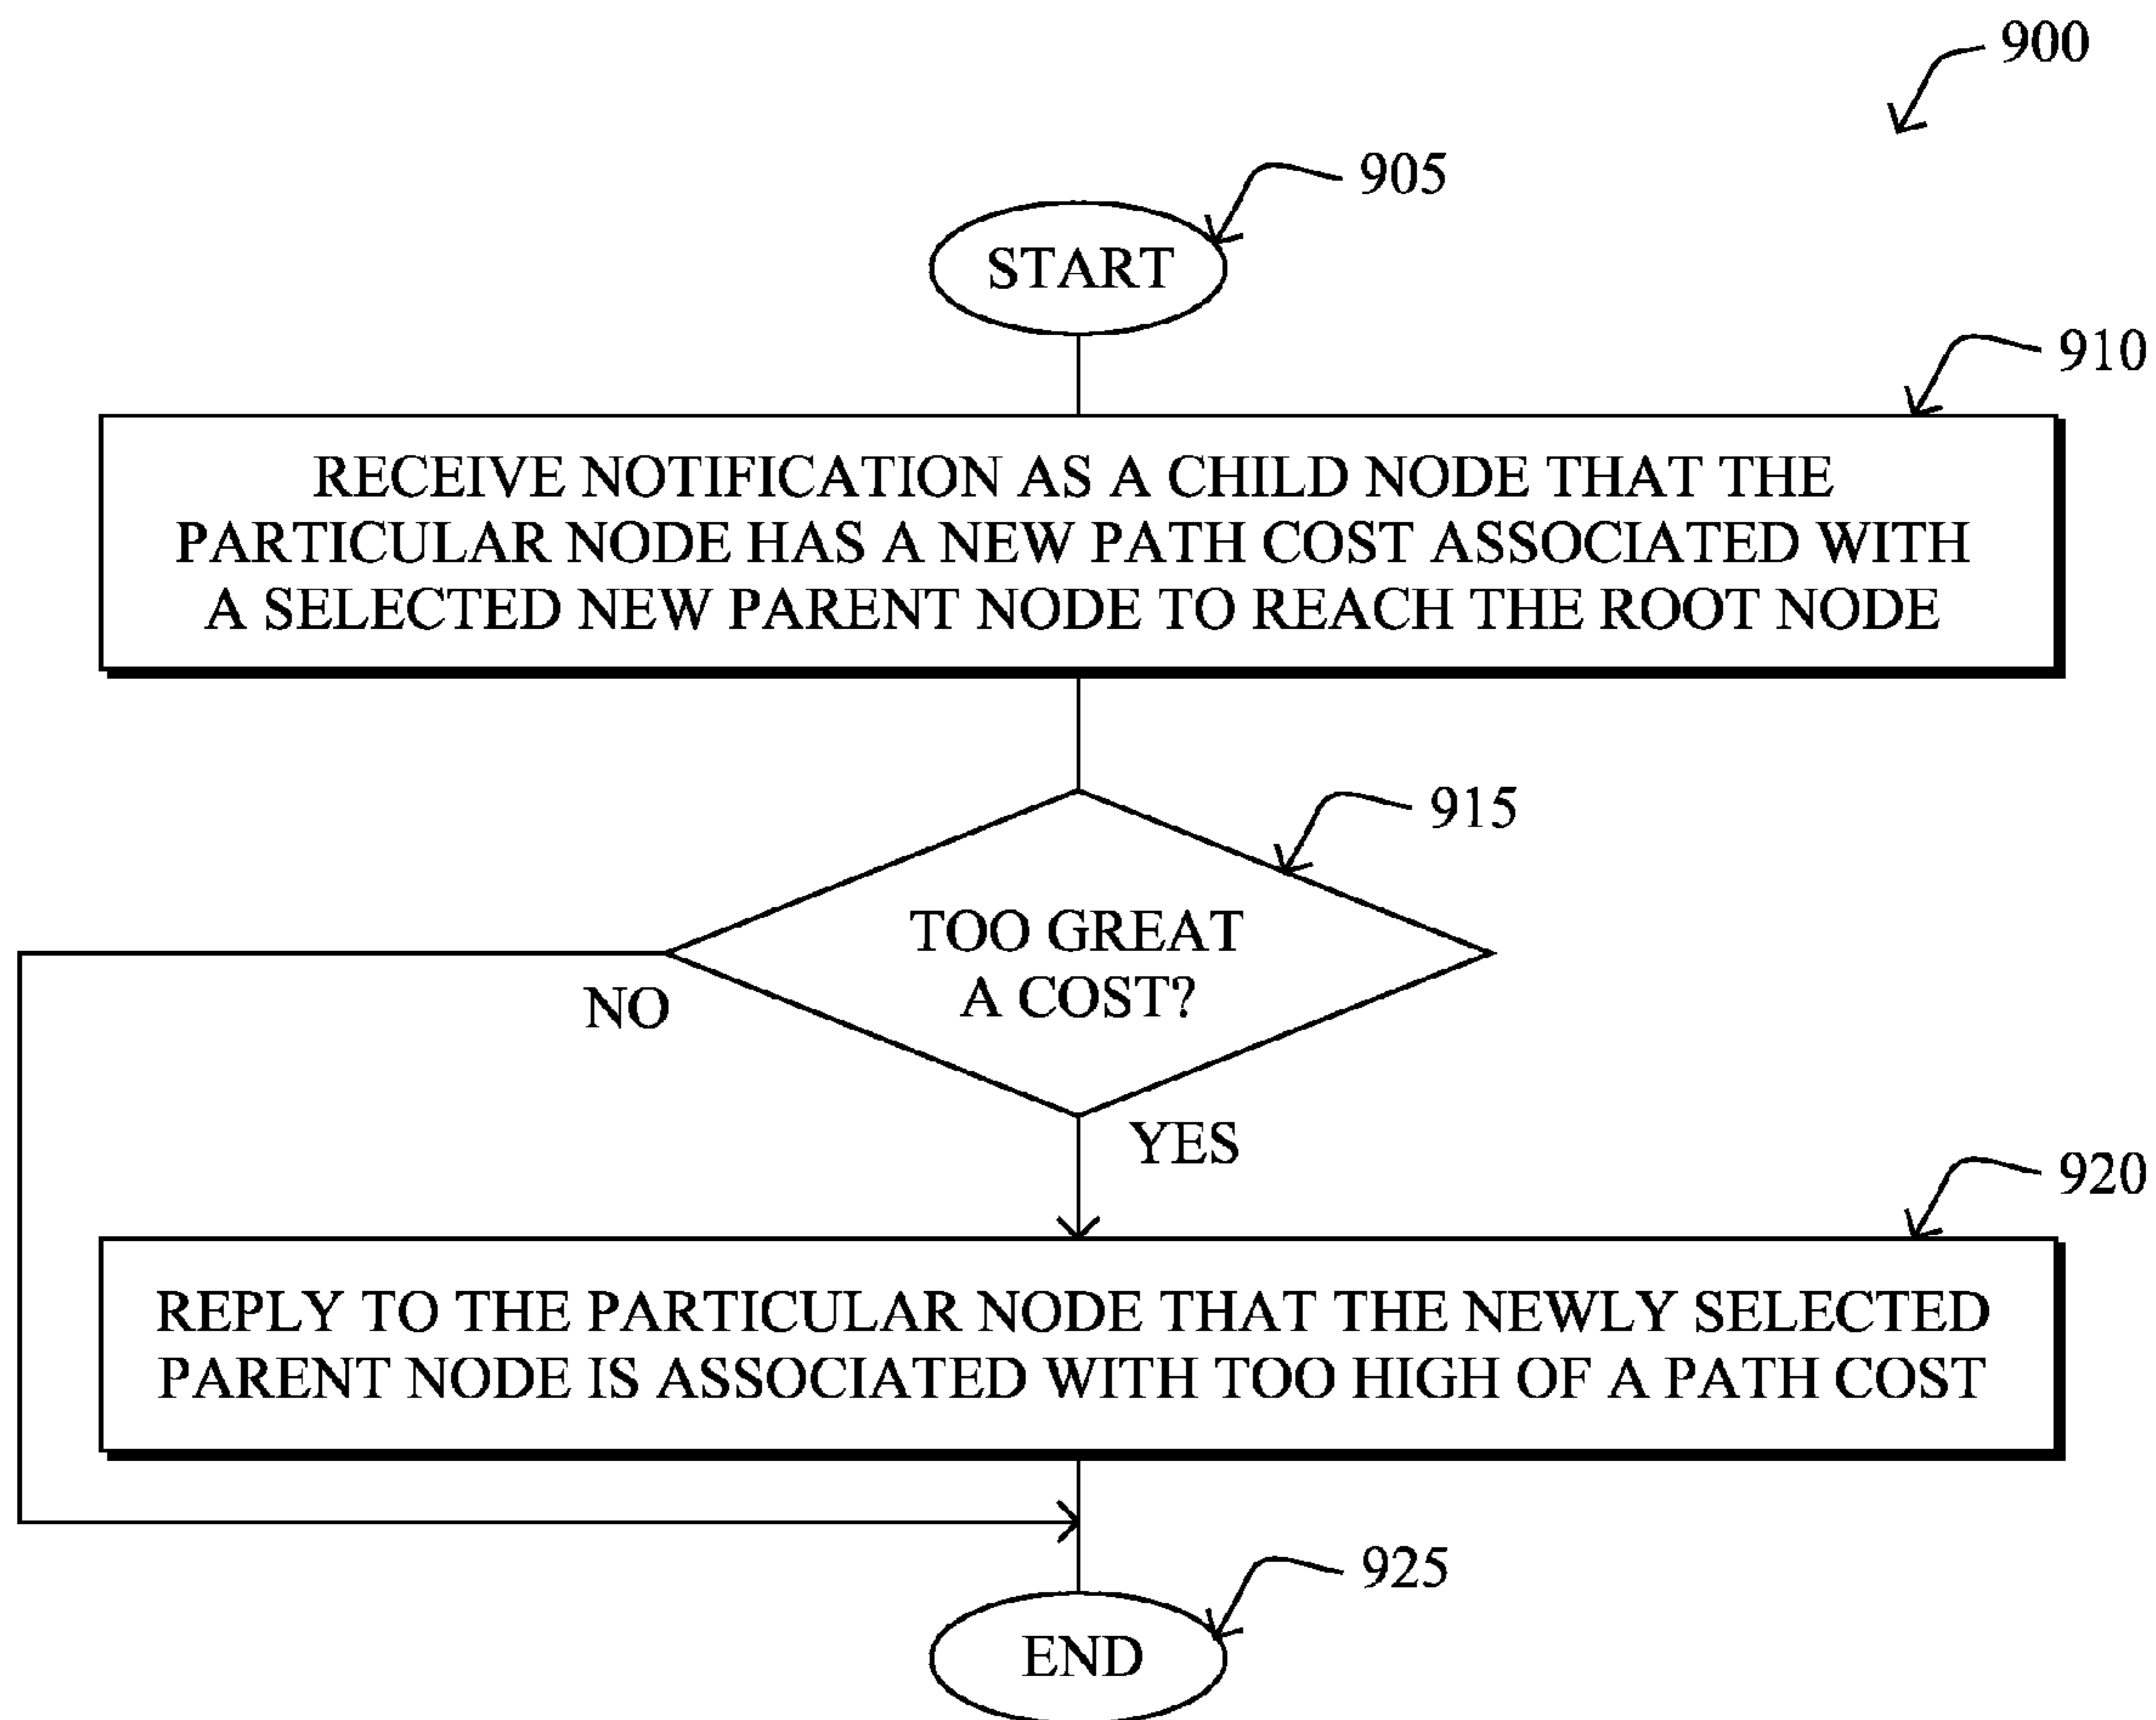 900
905
START
910
RECEIVE NOTIFICATION AS A CHILD NODE THAT THE
PARTICULAR NODE HAS A NEW PATH COST ASSOCIATED WITH
A SELECTED NEW PARENT NODE TO REACH THE ROOT NODE
915
TOO GREAT
A COST?
NO
YES
920
REPLY TO THE PARTICULAR NODE THAT THE NEWLY SELECTED
PARENT NODE IS ASSOCIATED WITH TOO HIGH OF A PATH COST
925
END